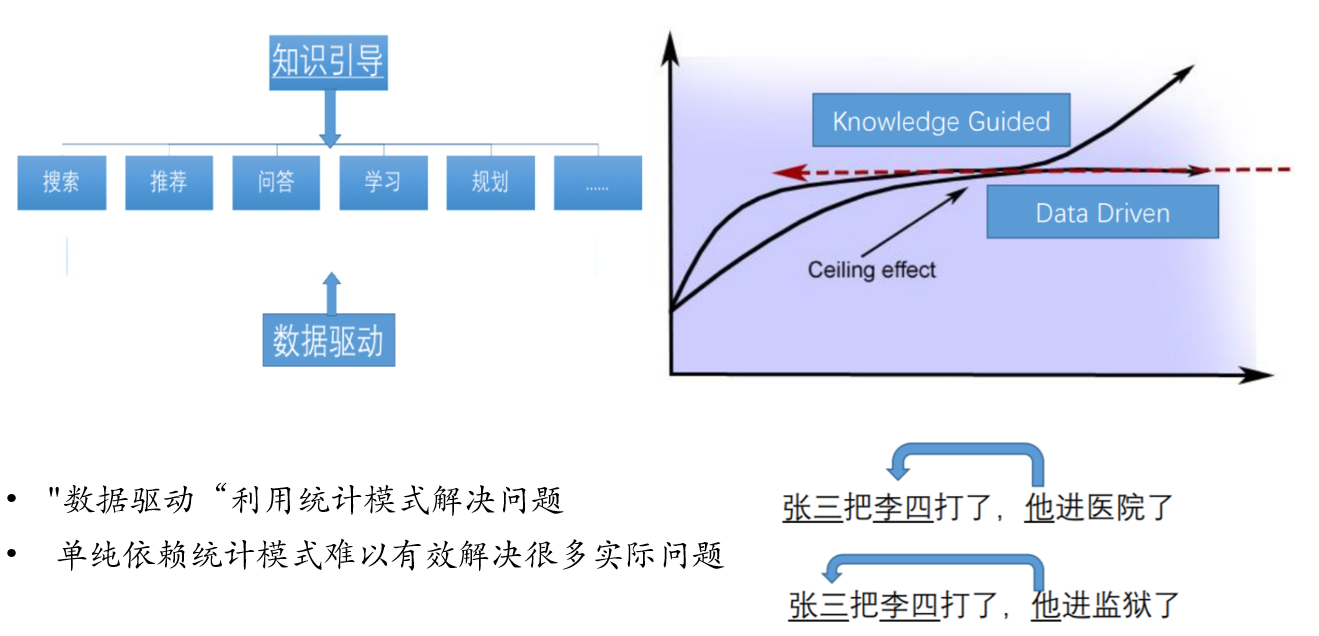 知识引导
搜索
推荐
问答
学习
规划
......
数据驱动
Knowledge Guided
Data Driven
Ceiling effect
• "数据驱动“利用统计模式解决问题
• 单纯依赖统计模式难以有效解决很多实际问题
张三把李四打了，他进医院了
张三把李四打了，他进监狱了